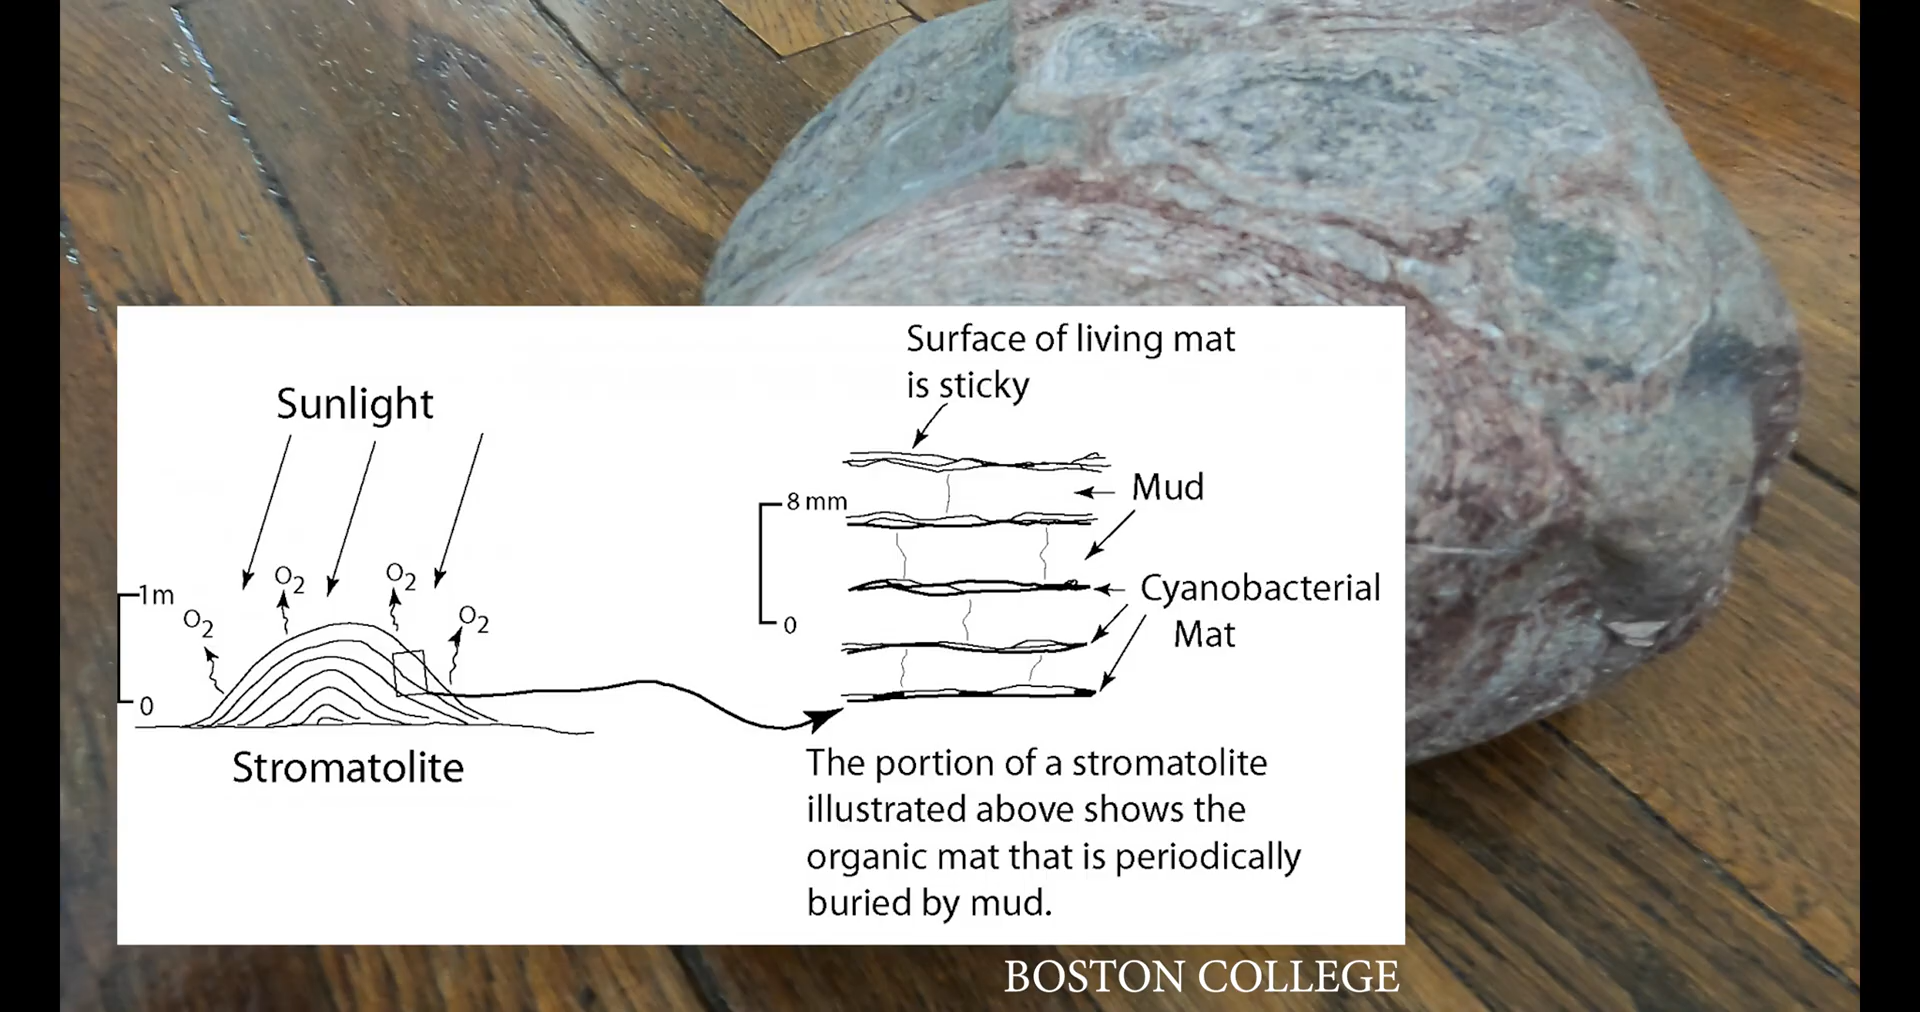 Surface of living mat
is sticky
Sunlight
Mud
8 mm
O2
O2
1m
Cyanobacterial
O2
O2
0
Mat
0
Stromatolite
The portion of a stromatolite
illustrated above shows the
organic mat that is periodically
buried by mud.
BOSTON COLLEGE